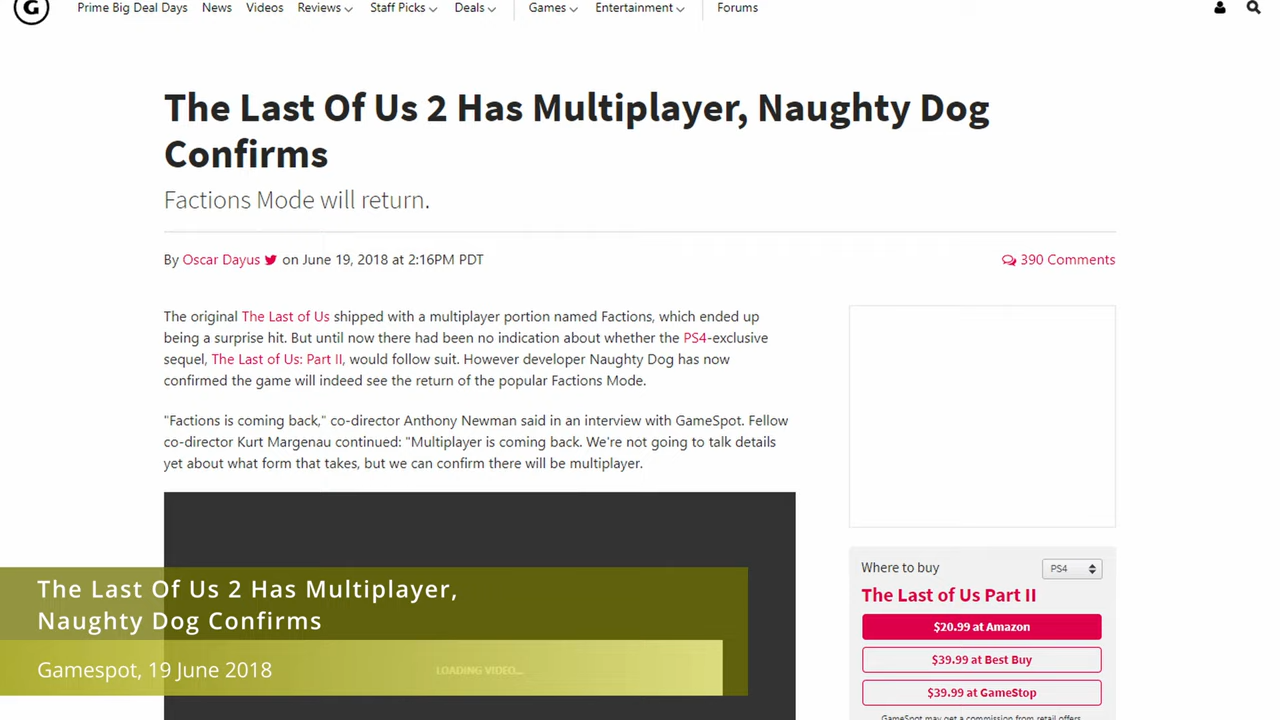 G
Prime Big Deal Days News Videos Reviews Staff Picks Deals Games Entertainment Forums
The Last Of Us 2 Has Multiplayer, Naughty Dog
Confirms
Factions Mode will return.
By Oscar Dayus on June 19, 2018 at 2:16PM PDT
390 Comments
The original The Last of Us shipped with a multiplayer portion named Factions, which ended up
being a surprise hit. But until now there had been no indication about whether the PS4-exclusive
sequel, The Last of Us: Part II, would follow suit. However developer Naughty Dog has now
confirmed the game will indeed see the return of the popular Factions Mode.
"Factions is coming back," co-director Anthony Newman said in an interview with GameSpot. Fellow
co-director Kurt Margenau continued: "Multiplayer is coming back. We're not going to talk details
yet about what form that takes, but we can confirm there will be multiplayer.
Where to buy
PS4
The Last of Us Part II
$20.99 at Amazon
$39.99 at Best Buy
$39.99 at GameStop
GameSpot may get a commission from retail offers
The Last Of Us 2 Has Multiplayer,
Naughty Dog Confirms
Gamespot, 19 June 2018
LOADING VIDEO...